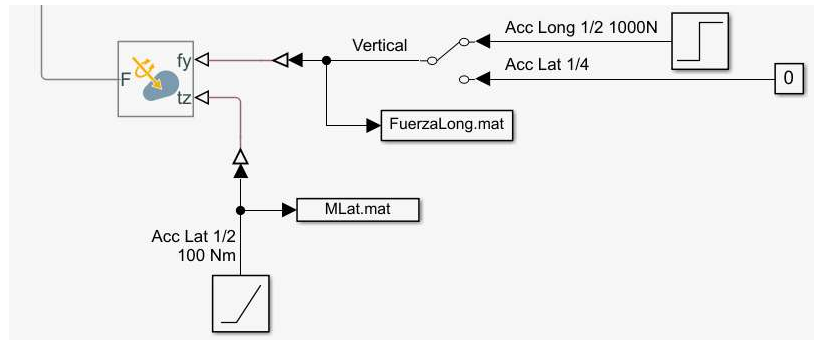 Acc Long 1/2 1000N
Vertical
fy
Acc Lat 1/4
F
0
tz
FuerzaLong.mat
MLat.mat
Acc Lat 1/2
100 Nm